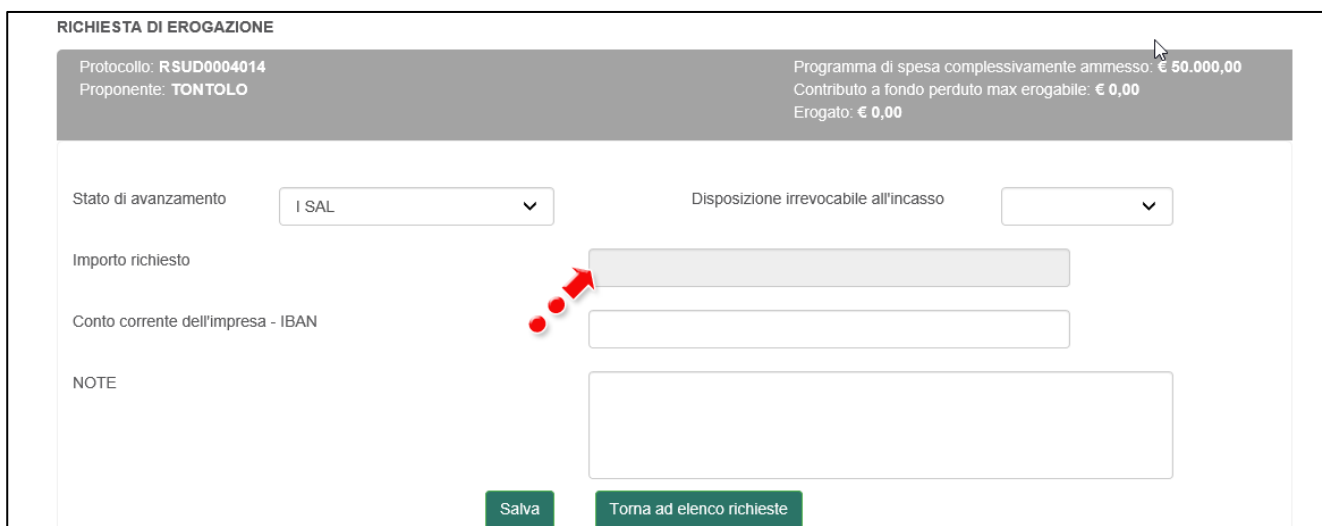 RICHIESTA DI EROGAZIONE
Protocollo: RSUD0004014
Proponente: TONTOLO
Programma di spesa complessivamente ammesso: € 50.000,00
Contributo a fondo perduto max erogabile: € 0,00
Erogato: € 0,00
Stato di avanzamento
I SAL
Disposizione irrevocabile all'incasso
Importo richiesto
Conto corrente dell'impresa - IBAN
NOTE
Salva
Torna ad elenco richieste